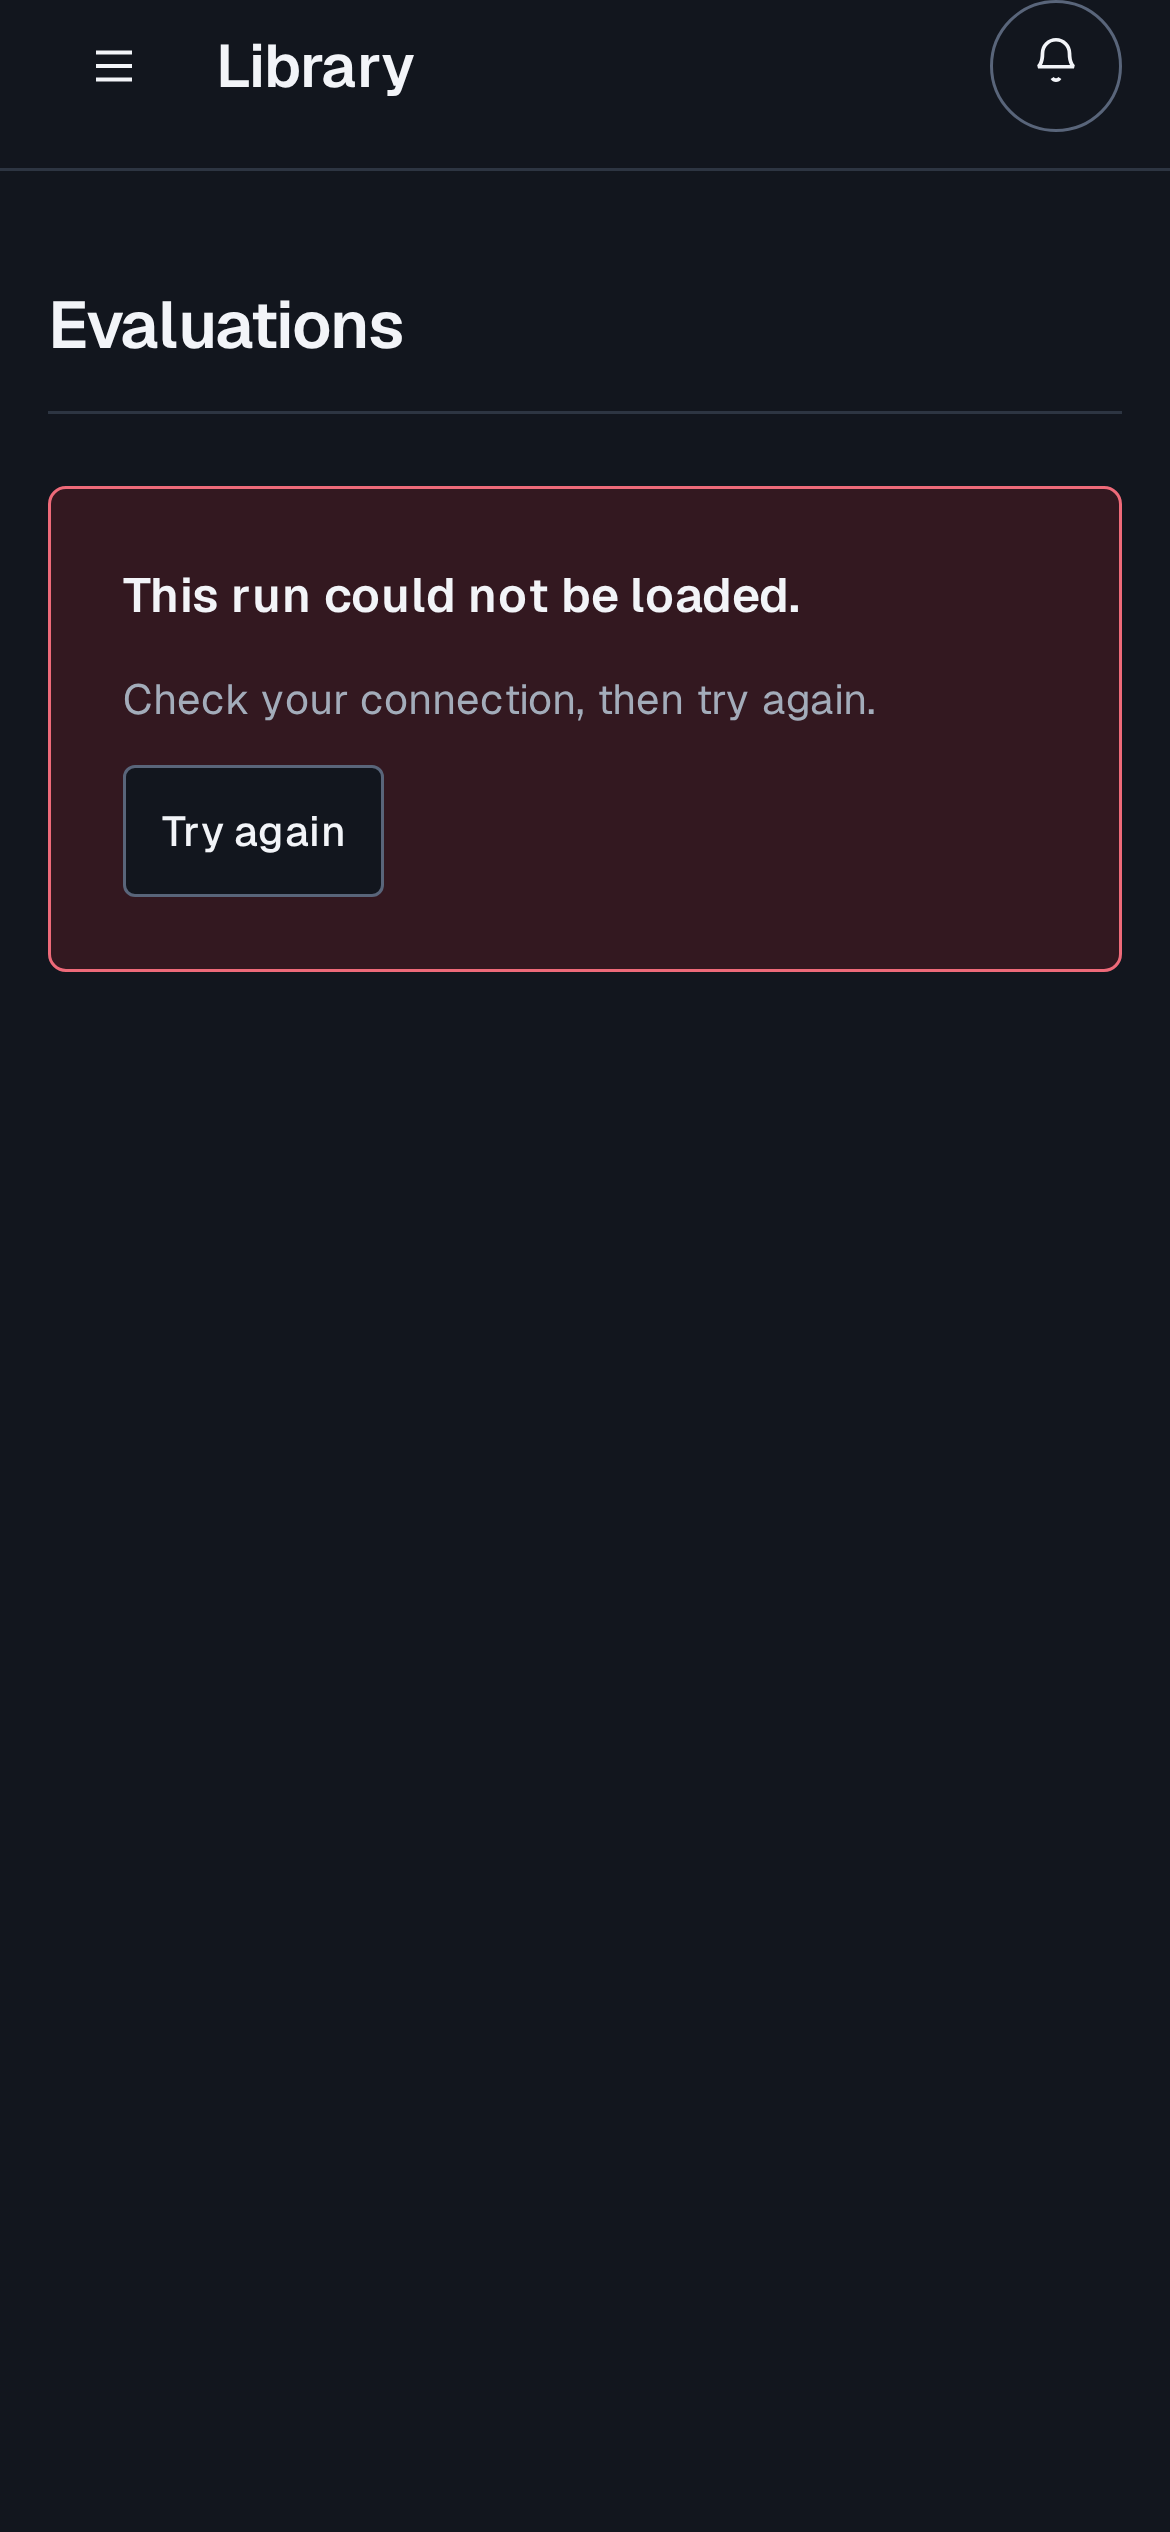 Library
Evaluations
This run could not be loaded.
Check your connection, then try again.
Try again